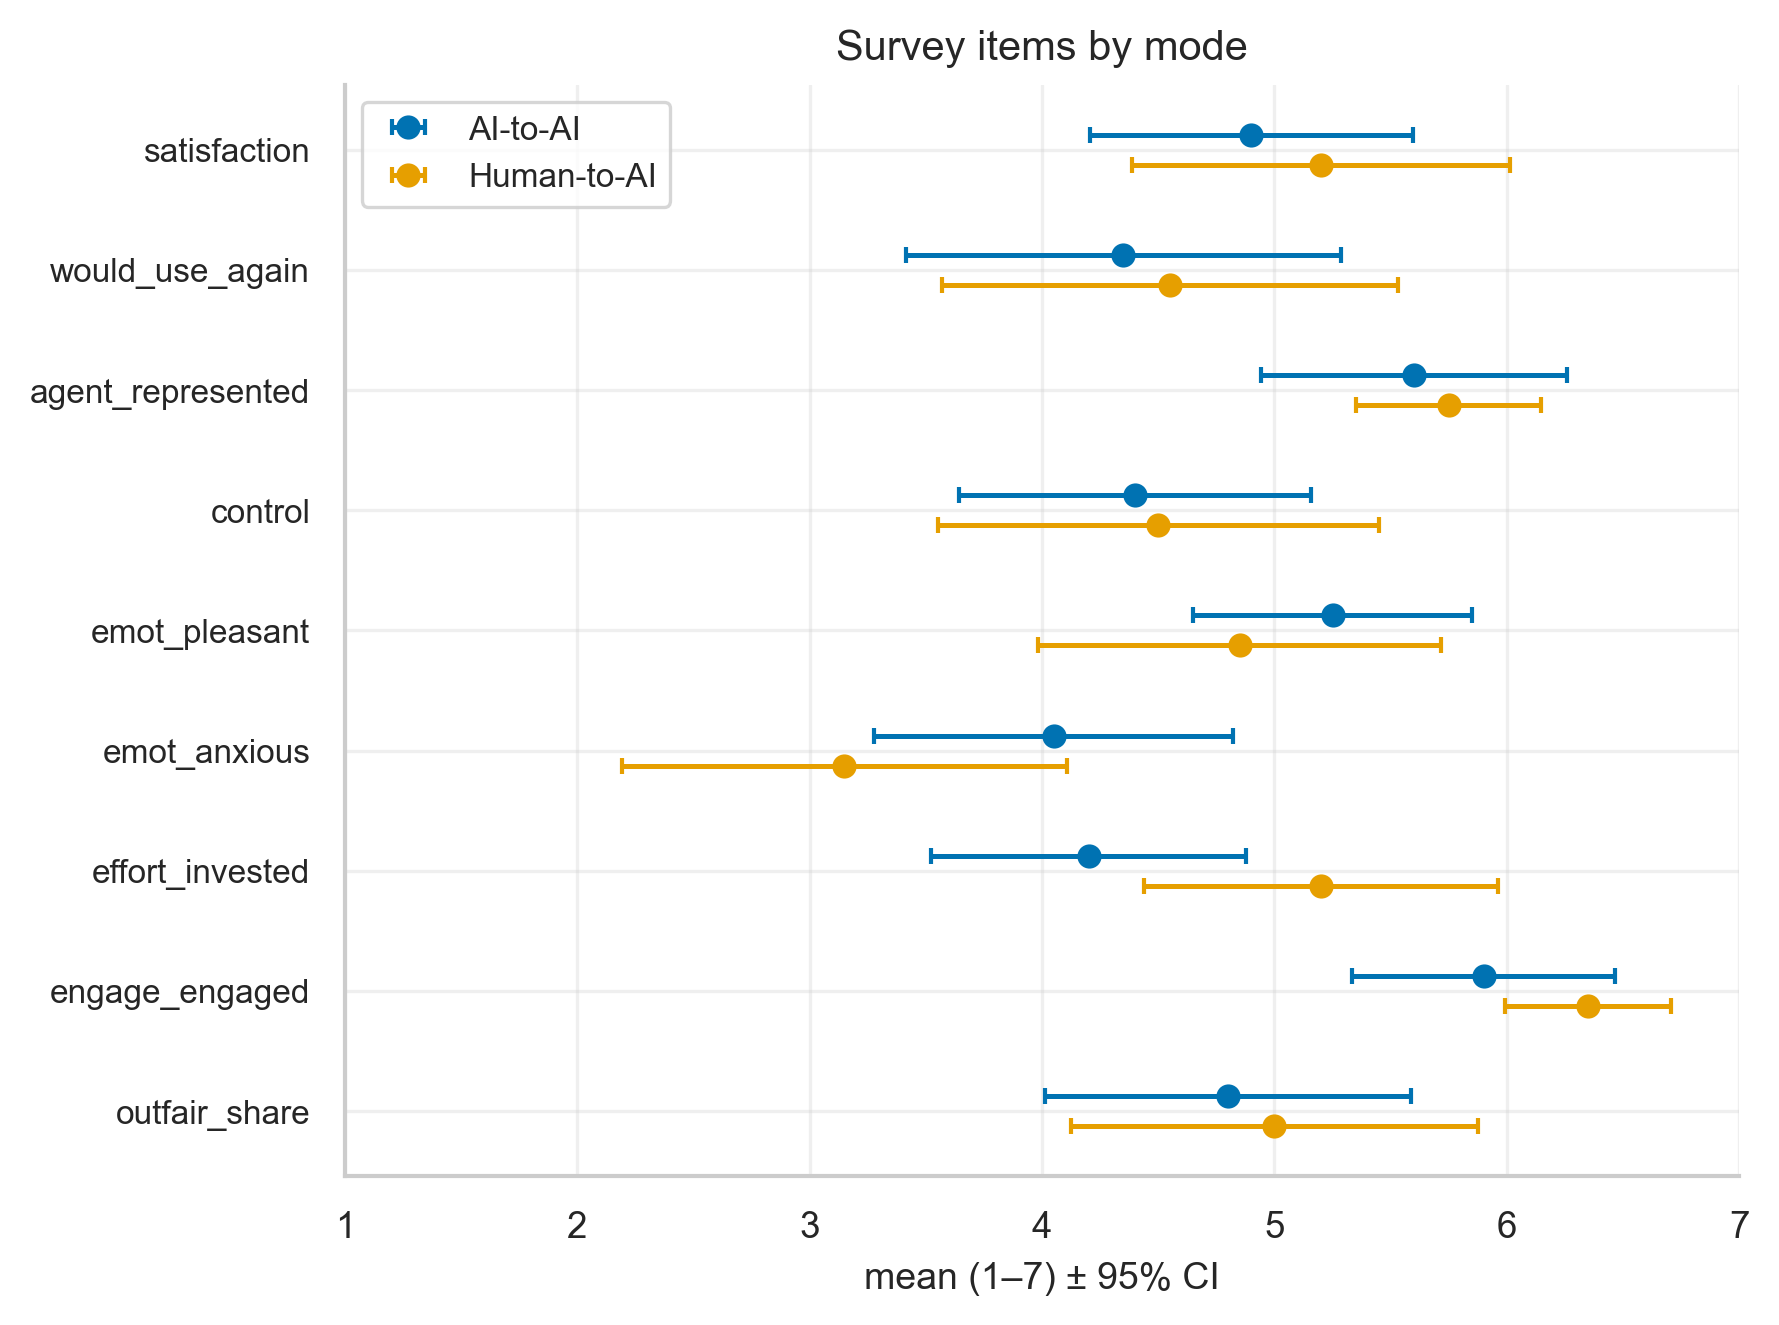 Survey items by mode
AI-to-AI
Human-to-AI
satisfaction
would_use_again
agent_represented
control
emot_pleasant
emot_anxious
effort_invested
engage_engaged
outfair_share
1 2 3 4 5 6 7
mean (1–7) ± 95% CI